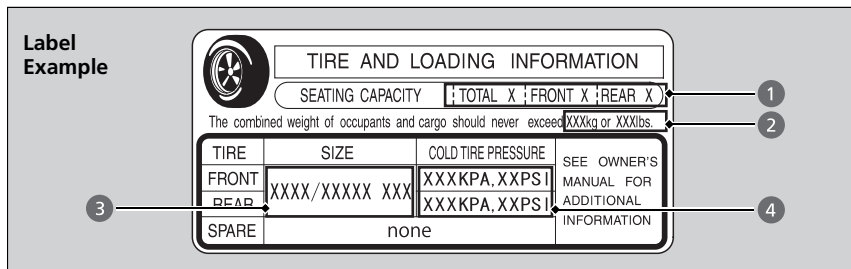 Label
Example
TIRE AND LOADING INFORMATION
SEATING CAPACITY TOTAL X FRONT X REAR X
1
The combined weight of occupants and cargo should never exceed XXXkg or XXXlbs.
2
TIRE SIZE COLD TIRE PRESSURE
SEE OWNER'S
MANUAL FOR
ADDITIONAL
INFORMATION
FRONT XXXX/XXXXX XXX XXXKPA,XXPSI
REAR XXXKPA,XXPSI
3
4
SPARE none